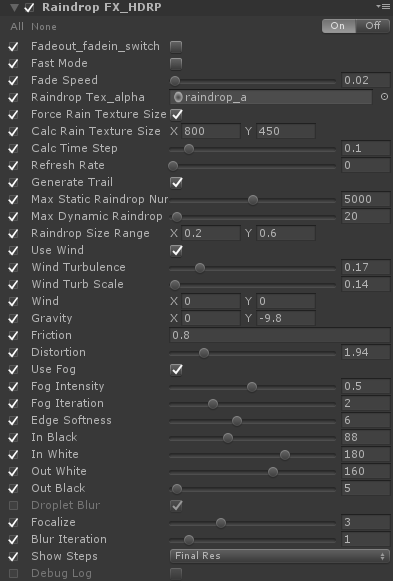 Raindrop FX_HDRP
All None On Off
Fadeout_fadein_switch
Fast Mode
Fade Speed 0.02
Raindrop Tex_alpha raindrop_a
Force Rain Texture Size
Calc Rain Texture Size X 800 Y 450
Calc Time Step 0.1
Refresh Rate 0
Generate Trail
Max Static Raindrop Nur 5000
Max Dynamic Raindrop 20
Raindrop Size Range X 0.2 Y 0.6
Use Wind
Wind Turbulence 0.17
Wind Turb Scale 0.14
Wind X 0 Y 0
Gravity X 0 Y -9.8
Friction 0.8
Distortion 1.94
Use Fog
Fog Intensity 0.5
Fog Iteration 2
Edge Softness 6
In Black 88
In White 180
Out White 160
Out Black 5
Droplet Blur
Focalize 3
Blur Iteration 1
Show Steps Final Res
Debug Log